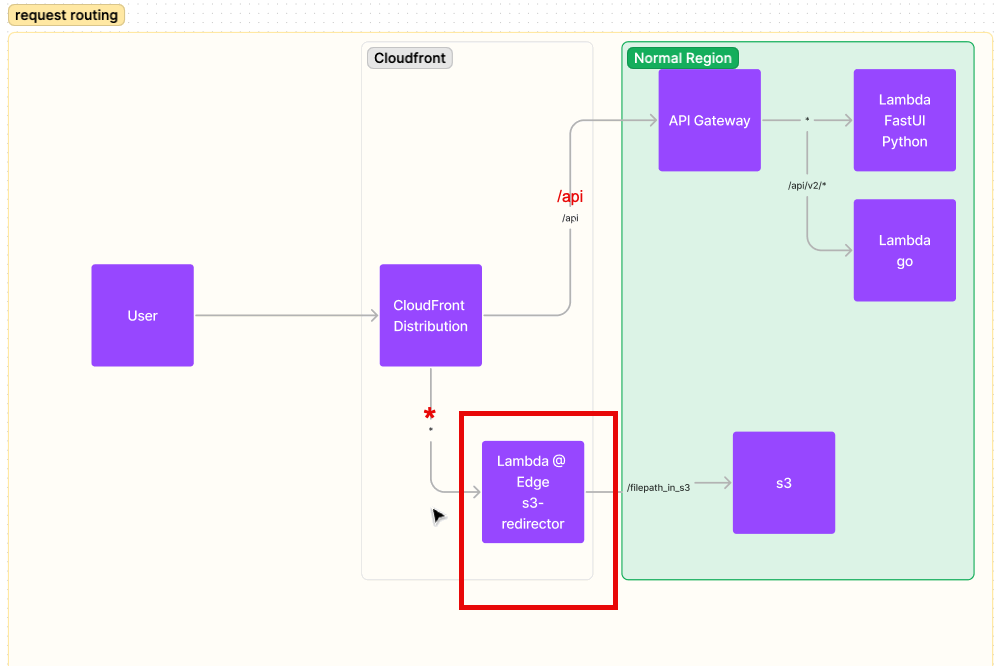 request routing
Cloudfront
Normal Region
API Gateway
*
Lambda
FastUI
Python
/api/v2/*
/api
/api
Lambda
go
User
CloudFront
Distribution
*
*
Lambda @
Edge
s3-
redirector
/filepath_in_s3
s3